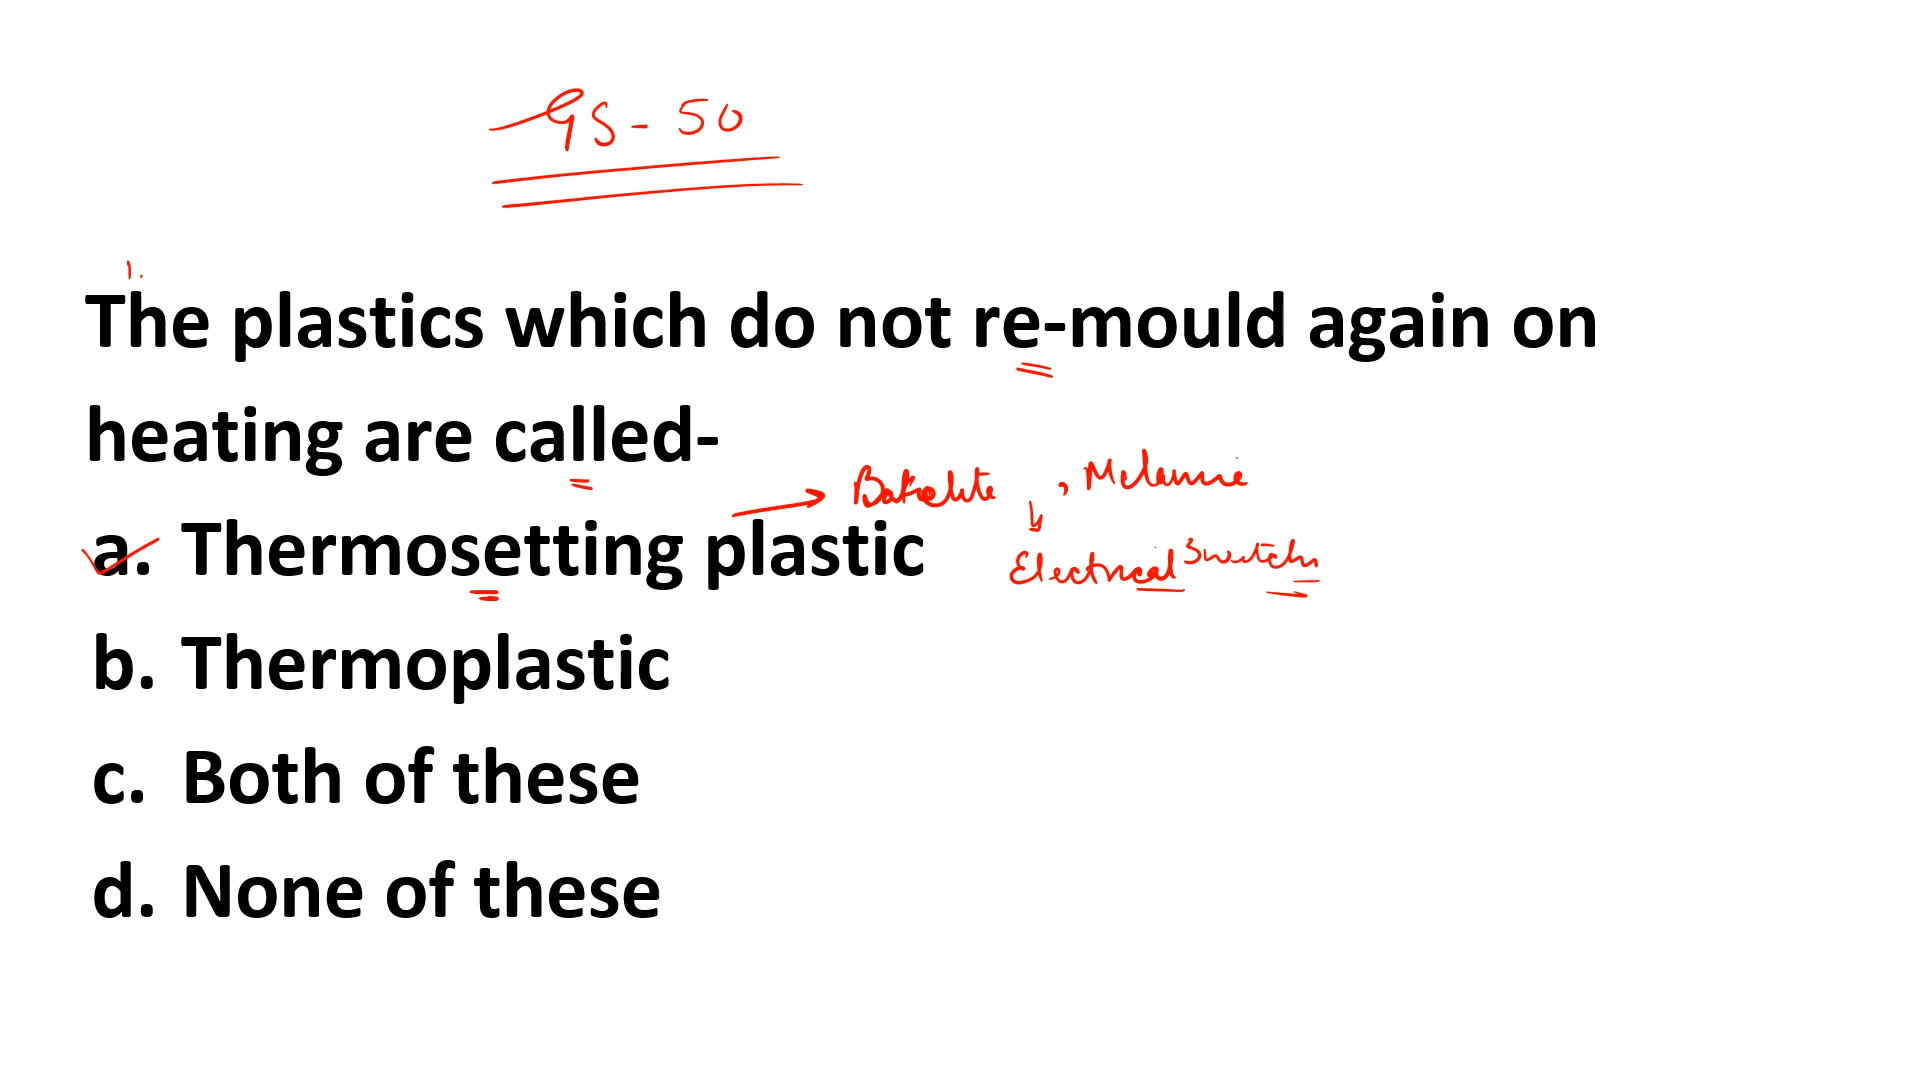 GS - 50
1.
The plastics which do not re-mould again on
heating are called-
→ Bakelite, Melamine
a. Thermosetting plastic
Electrical Switches
b. Thermoplastic
c. Both of these
d. None of these